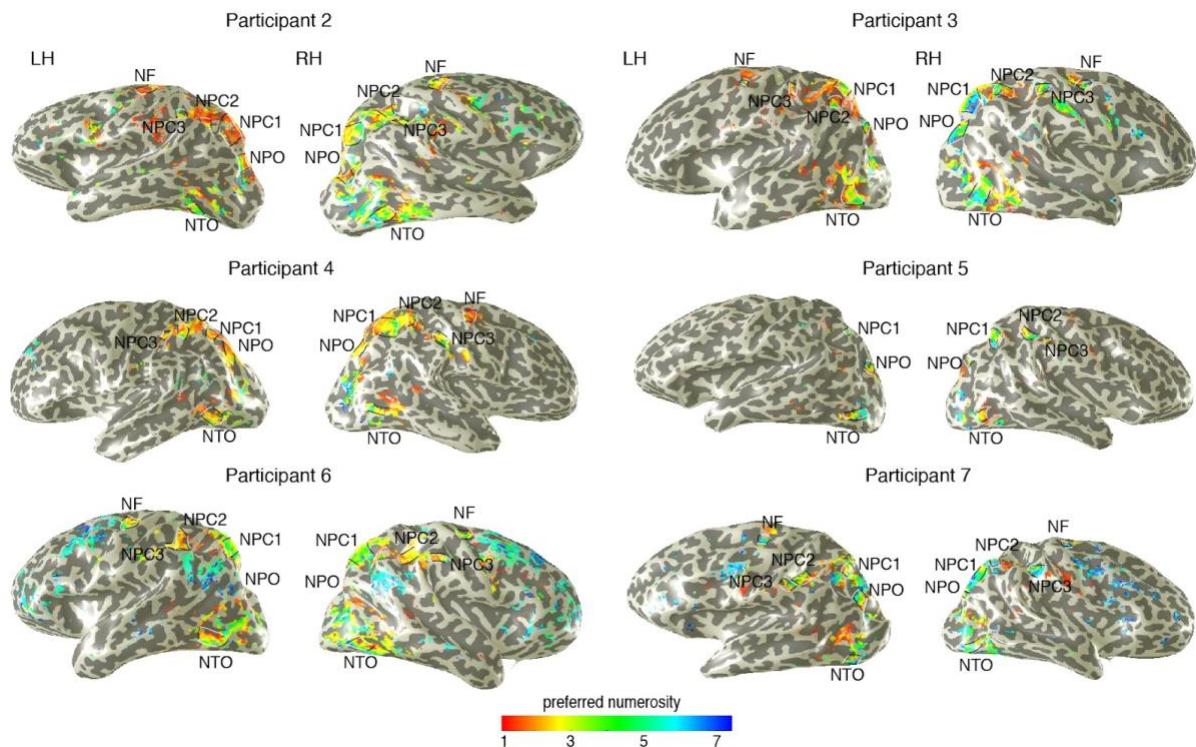 Participant 2
Participant 3
LH
RH
LH
RH
NF
NPC2
NPC1
NPC3
NPO
NTO
NF
NPC2
NPC1
NPC3
NPO
NTO
NF
NPC1
NPC3
NPC2
NPO
NTO
NF
NPC2
NPC1
NPC3
NPO
NTO
Participant 4
Participant 5
NPC2
NPC1
NPC3
NPO
NTO
NPC2
NF
NPC1
NPC3
NPO
NTO
NPC1
NPO
NTO
NPC2
NPC1
NPC3
NPO
NTO
Participant 6
Participant 7
NF
NPC2
NPC1
NPC3
NPO
NTO
NF
NPC2
NPC1
NPC3
NPO
NTO
NF
NPC2
NPC1
NPC3
NPO
NTO
NF
NPC2
NPC1
NPC3
NPO
NTO
preferred numerosity
1 3 5 7